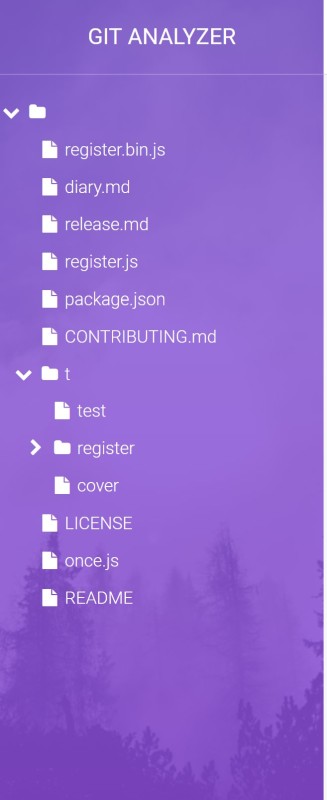 GIT ANALYZER
register.bin.js
diary.md
release.md
register.js
package.json
CONTRIBUTING.md
t
test
register
cover
LICENSE
once.js
README